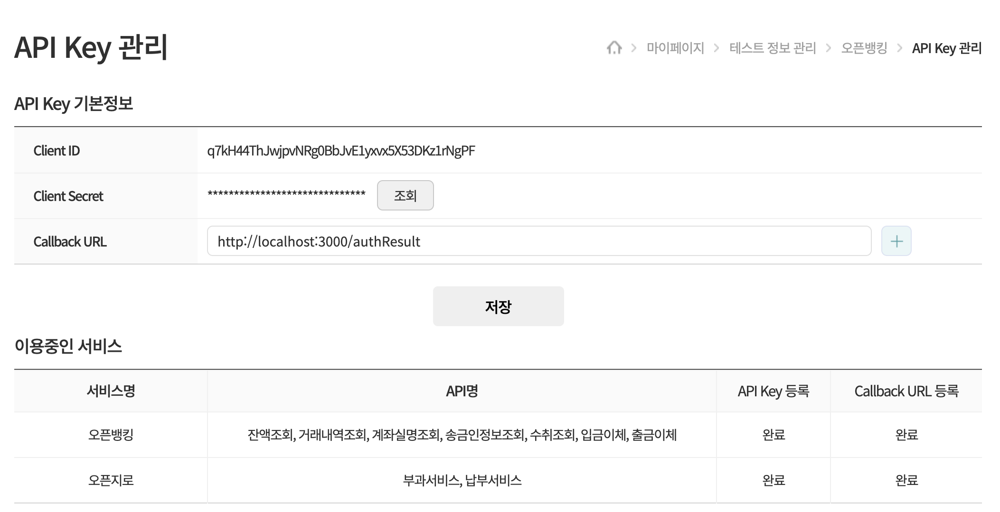 API Key 관리
마이페이지 > 테스트 정보 관리 > 오픈뱅킹 > API Key 관리
API Key 기본정보
Client ID q7kH44ThJwjpvNRg0BbJvE1yxvx5X53DKz1rNgPF
Client Secret ****************************** 조회
Callback URL http://localhost:3000/authResult +
저장
이용중인 서비스
서비스명 API명 API Key 등록 Callback URL 등록
오픈뱅킹 잔액조회, 거래내역조회, 계좌실명조회, 송금인정보조회, 수취조회, 입금이체, 출금이체 완료 완료
오픈지로 부과서비스, 납부서비스 완료 완료